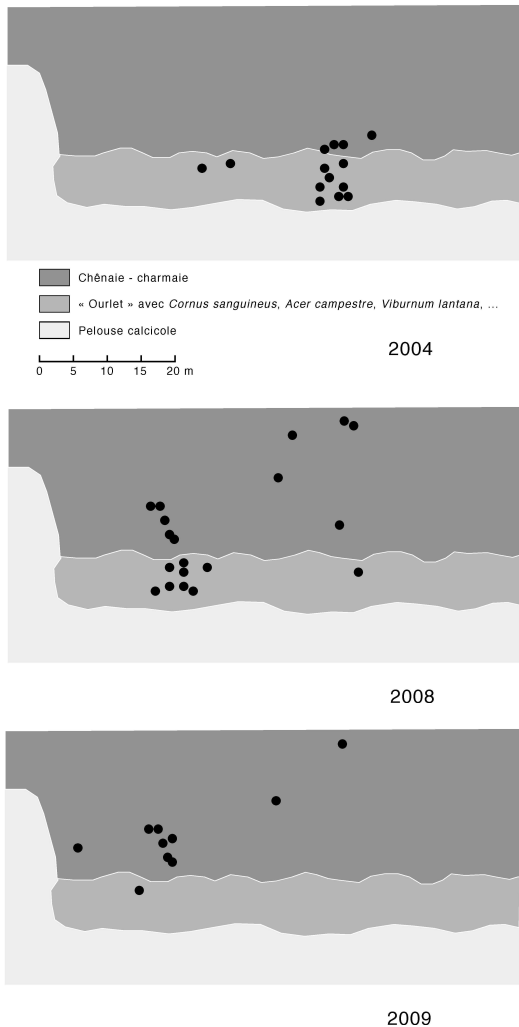 Chênaie - charmaie
« Ourlet » avec Cornus sanguineus, Acer campestre, Viburnum lantana, ...
Pelouse calcicole
2004
0 5 10 15 20 m
2008
2009